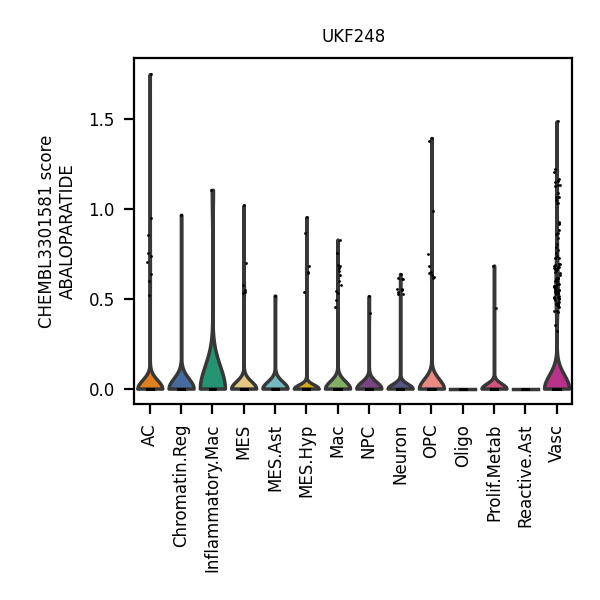 UKF248
CHEMBL3301581 score
ABALOPARATIDE
1.5
1.0
0.5
0.0
AC
Chromatin.Reg
Inflammatory.Mac
MES
MES.Ast
MES.Hyp
Mac
NPC
Neuron
OPC
Oligo
Prolif.Metab
Reactive.Ast
Vasc